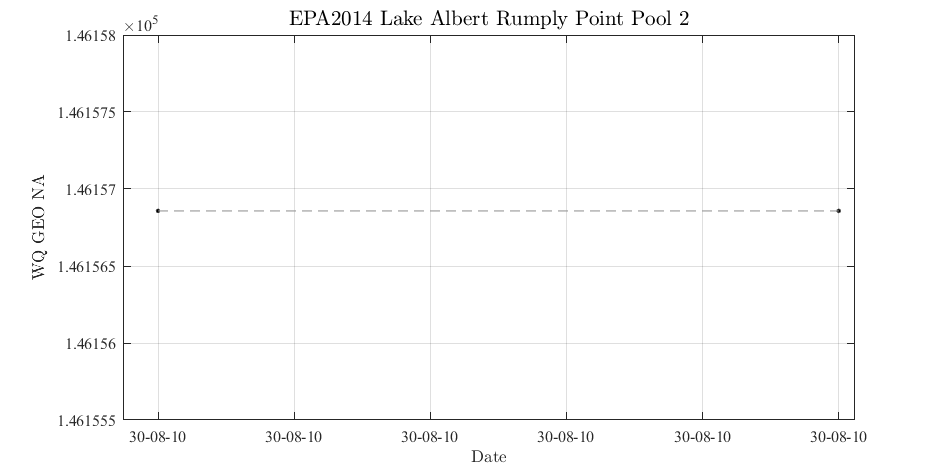 EPA2014 Lake Albert Rumply Point Pool 2
×10⁵
1.46158
1.461575
1.46157
1.461565
1.46156
1.461555
WQ GEO NA
30-08-10 30-08-10 30-08-10 30-08-10 30-08-10 30-08-10
Date